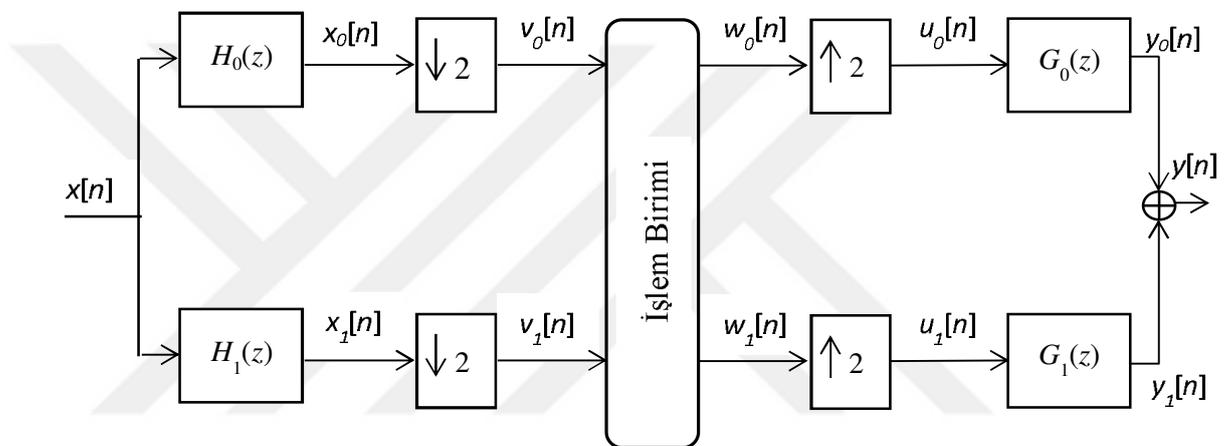 x[n]
H₀(z)
x₀[n]
↓ 2
v₀[n]
H₁(z)
x₁[n]
↓ 2
v₁[n]
İşlem Birimi
w₀[n]
↑ 2
u₀[n]
G₀(z)
y₀[n]
w₁[n]
↑ 2
u₁[n]
G₁(z)
y₁[n]
y[n]